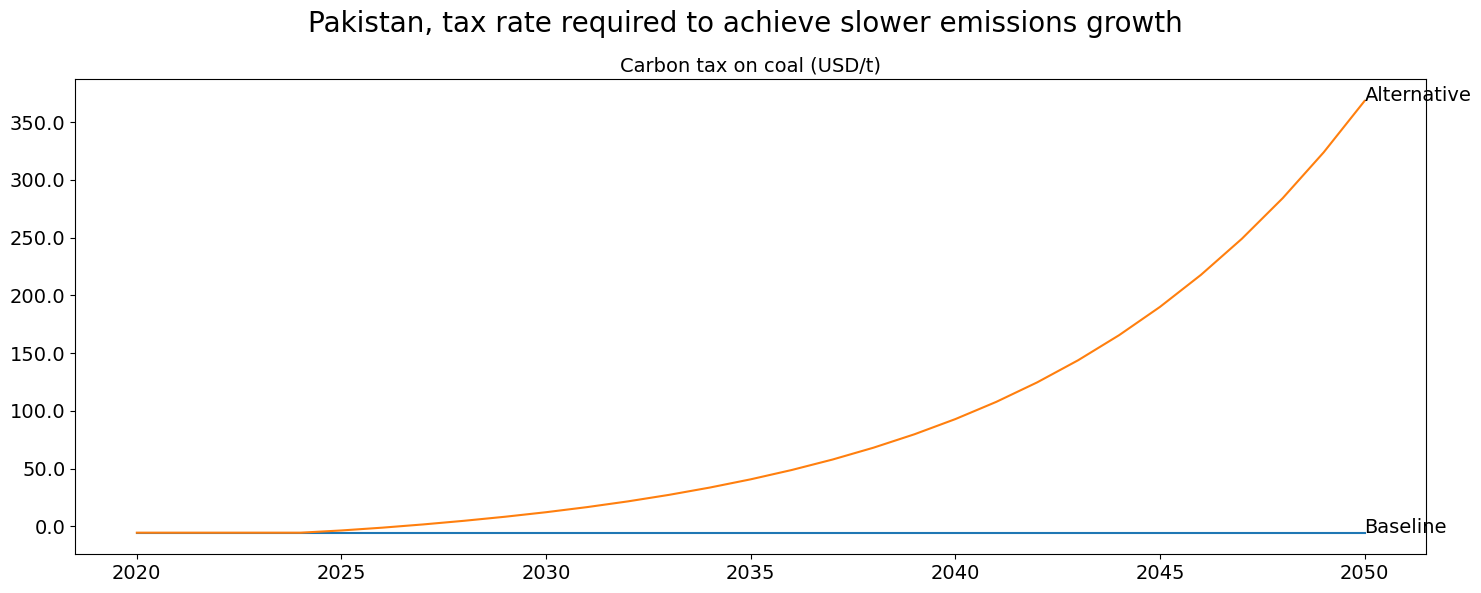 Pakistan, tax rate required to achieve slower emissions growth
Carbon tax on coal (USD/t)
Alternative
350.0
300.0
250.0
200.0
150.0
100.0
50.0
0.0
Baseline
2020 2025 2030 2035 2040 2045 2050